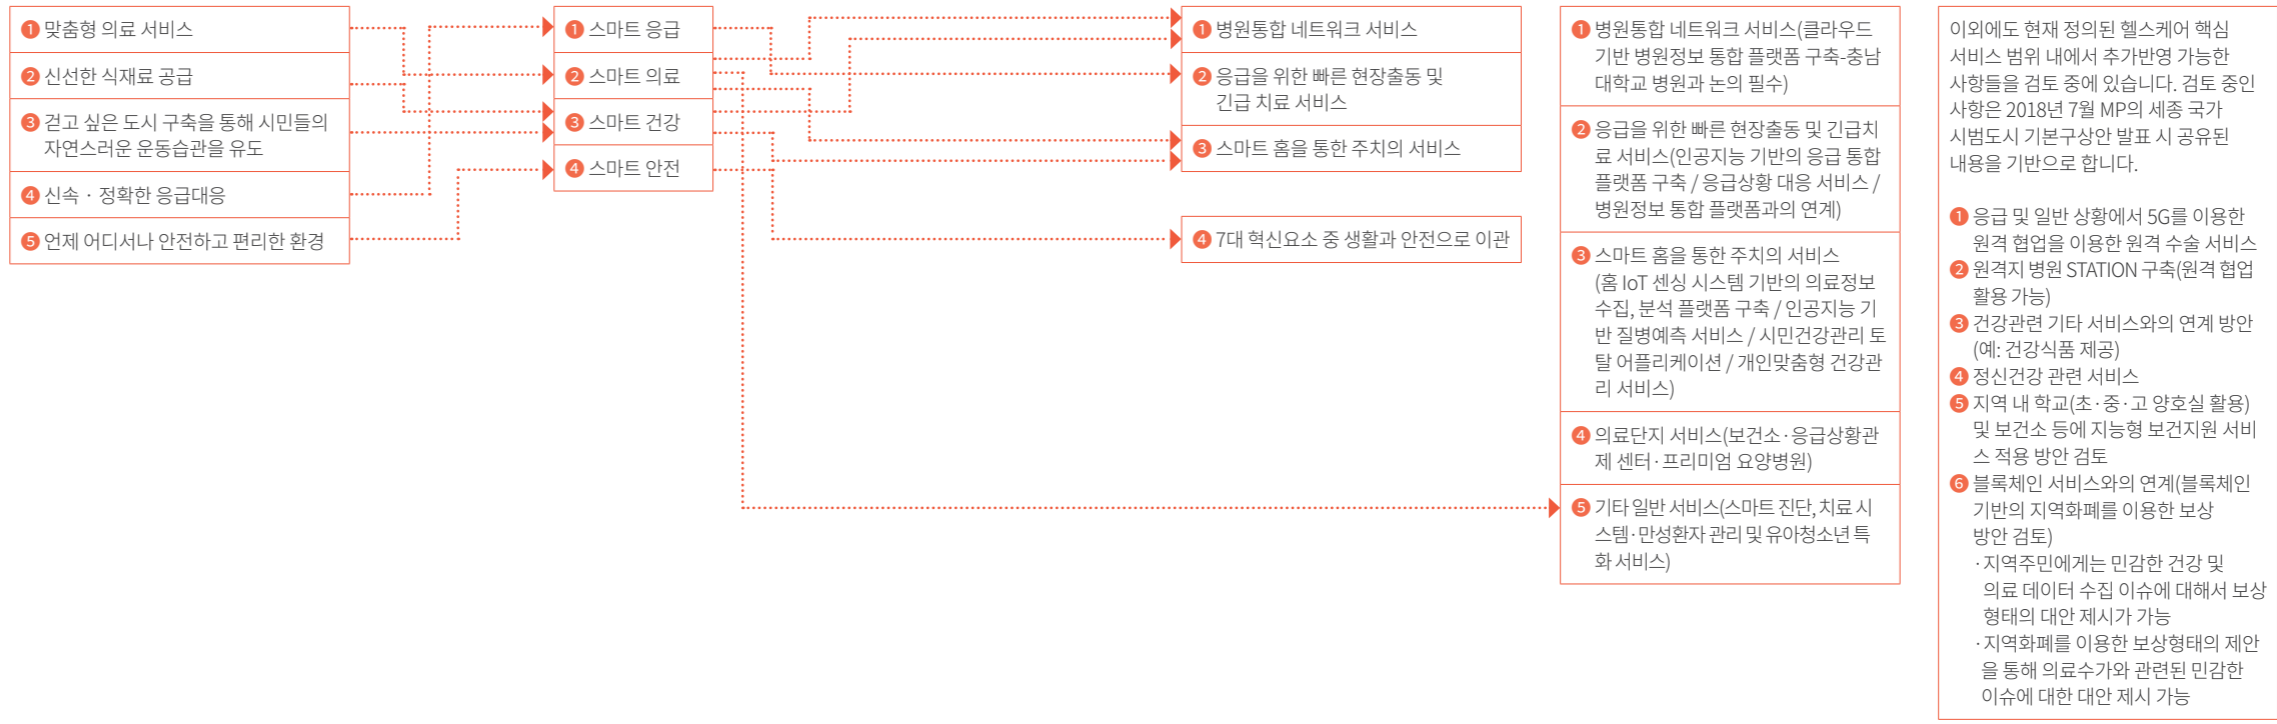 ❶ 맞춤형 의료 서비스
❷ 신선한 식재료 공급
❸ 걷고 싶은 도시 구축을 통해 시민들의
자연스러운 운동습관을 유도
❹ 신속 · 정확한 응급대응
❺ 언제 어디서나 안전하고 편리한 환경
❶ 스마트 응급
❷ 스마트 의료
❸ 스마트 건강
❹ 스마트 안전
❶ 병원통합 네트워크 서비스
❷ 응급을 위한 빠른 현장출동 및
긴급 치료 서비스
❸ 스마트 홈을 통한 주치의 서비스
❹ 7대 혁신요소 중 생활과 안전으로 이관
❶ 병원통합 네트워크 서비스(클라우드
기반 병원정보 통합 플랫폼 구축-충남
대학교 병원과 논의 필수)
❷ 응급을 위한 빠른 현장출동 및 긴급치
료 서비스(인공지능 기반의 응급 통합
플랫폼 구축 / 응급상황 대응 서비스 /
병원정보 통합 플랫폼과의 연계)
❸ 스마트 홈을 통한 주치의 서비스
(홈 IoT 센싱 시스템 기반의 의료정보
수집, 분석 플랫폼 구축 / 인공지능 기
반 질병예측 서비스 / 시민건강관리 토
탈 어플리케이션 / 개인맞춤형 건강관
리 서비스)
❹ 의료단지 서비스(보건소·응급상황관
제 센터·프리미엄 요양병원)
❺ 기타 일반 서비스(스마트 진단, 치료 시
스템·만성환자 관리 및 유아청소년 특
화 서비스)
이외에도 현재 정의된 헬스케어 핵심
서비스 범위 내에서 추가반영 가능한
사항들을 검토 중에 있습니다. 검토 중인
사항은 2018년 7월 MP의 세종 국가
시범도시 기본구상안 발표 시 공유된
내용을 기반으로 합니다.
❶ 응급 및 일반 상황에서 5G를 이용한
원격 협업을 이용한 원격 수술 서비스
❷ 원격지 병원 STATION 구축(원격 협업
활용 가능)
❸ 건강관련 기타 서비스와의 연계 방안
(예: 건강식품 제공)
❹ 정신건강 관련 서비스
❺ 지역 내 학교(초·중·고 양호실 활용)
및 보건소 등에 지능형 보건지원 서비
스 적용 방안 검토
❻ 블록체인 서비스와의 연계(블록체인
기반의 지역화폐를 이용한 보상
방안 검토)
·지역주민에게는 민감한 건강 및
의료 데이터 수집 이슈에 대해서 보상
형태의 대안 제시가 가능
·지역화폐를 이용한 보상형태의 제안
을 통해 의료수가와 관련된 민감한
이슈에 대한 대안 제시 가능